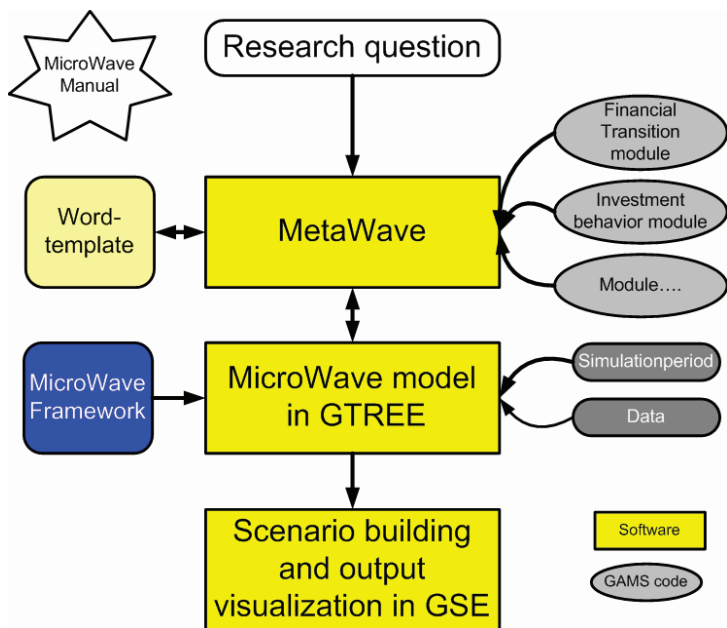 MicroWave
Manual
Research question
Financial
Transition
module
Word-
template
MetaWave
Investment
behavior module
Module....
MicroWave
Framework
MicroWave model
in GTREE
Simulationperiod
Data
Scenario building
and output
visualization in GSE
Software
GAMS code